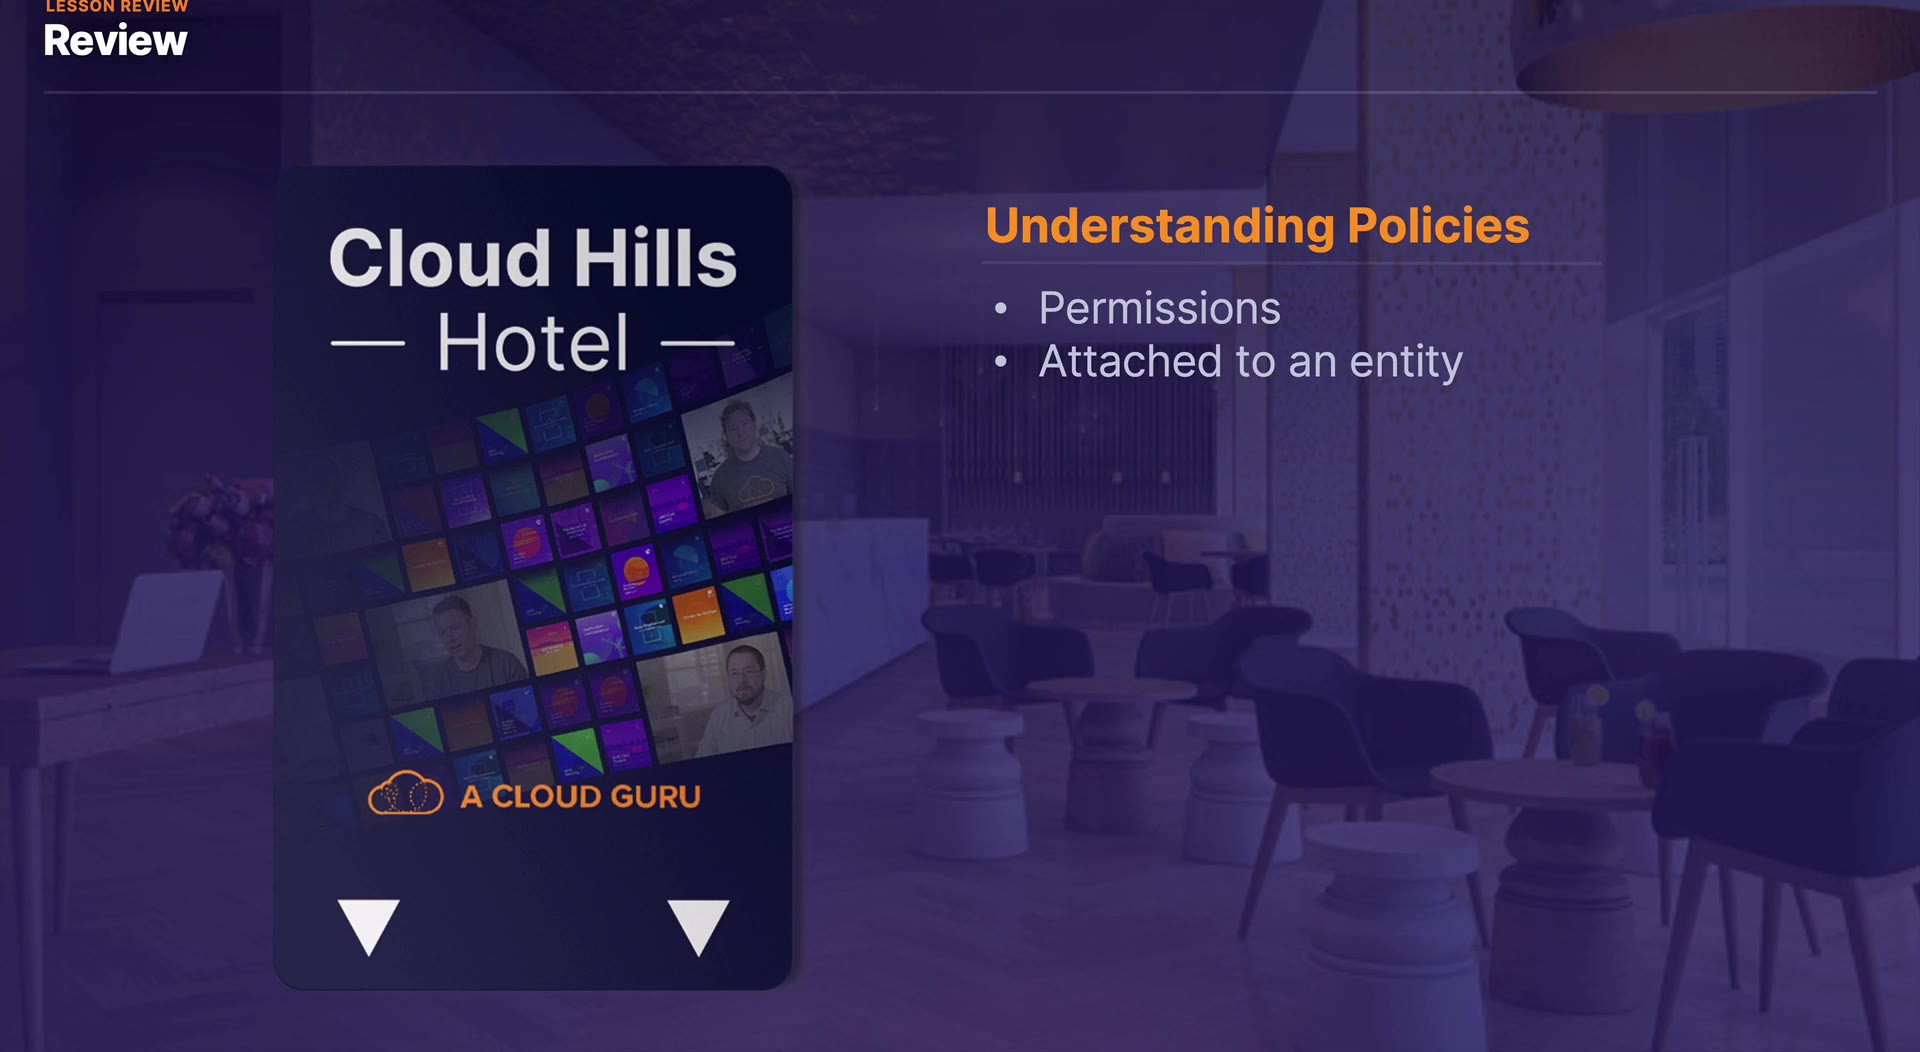 LESSON REVIEW
Review
Cloud Hills
Hotel
A CLOUD GURU
Understanding Policies
• Permissions
• Attached to an entity